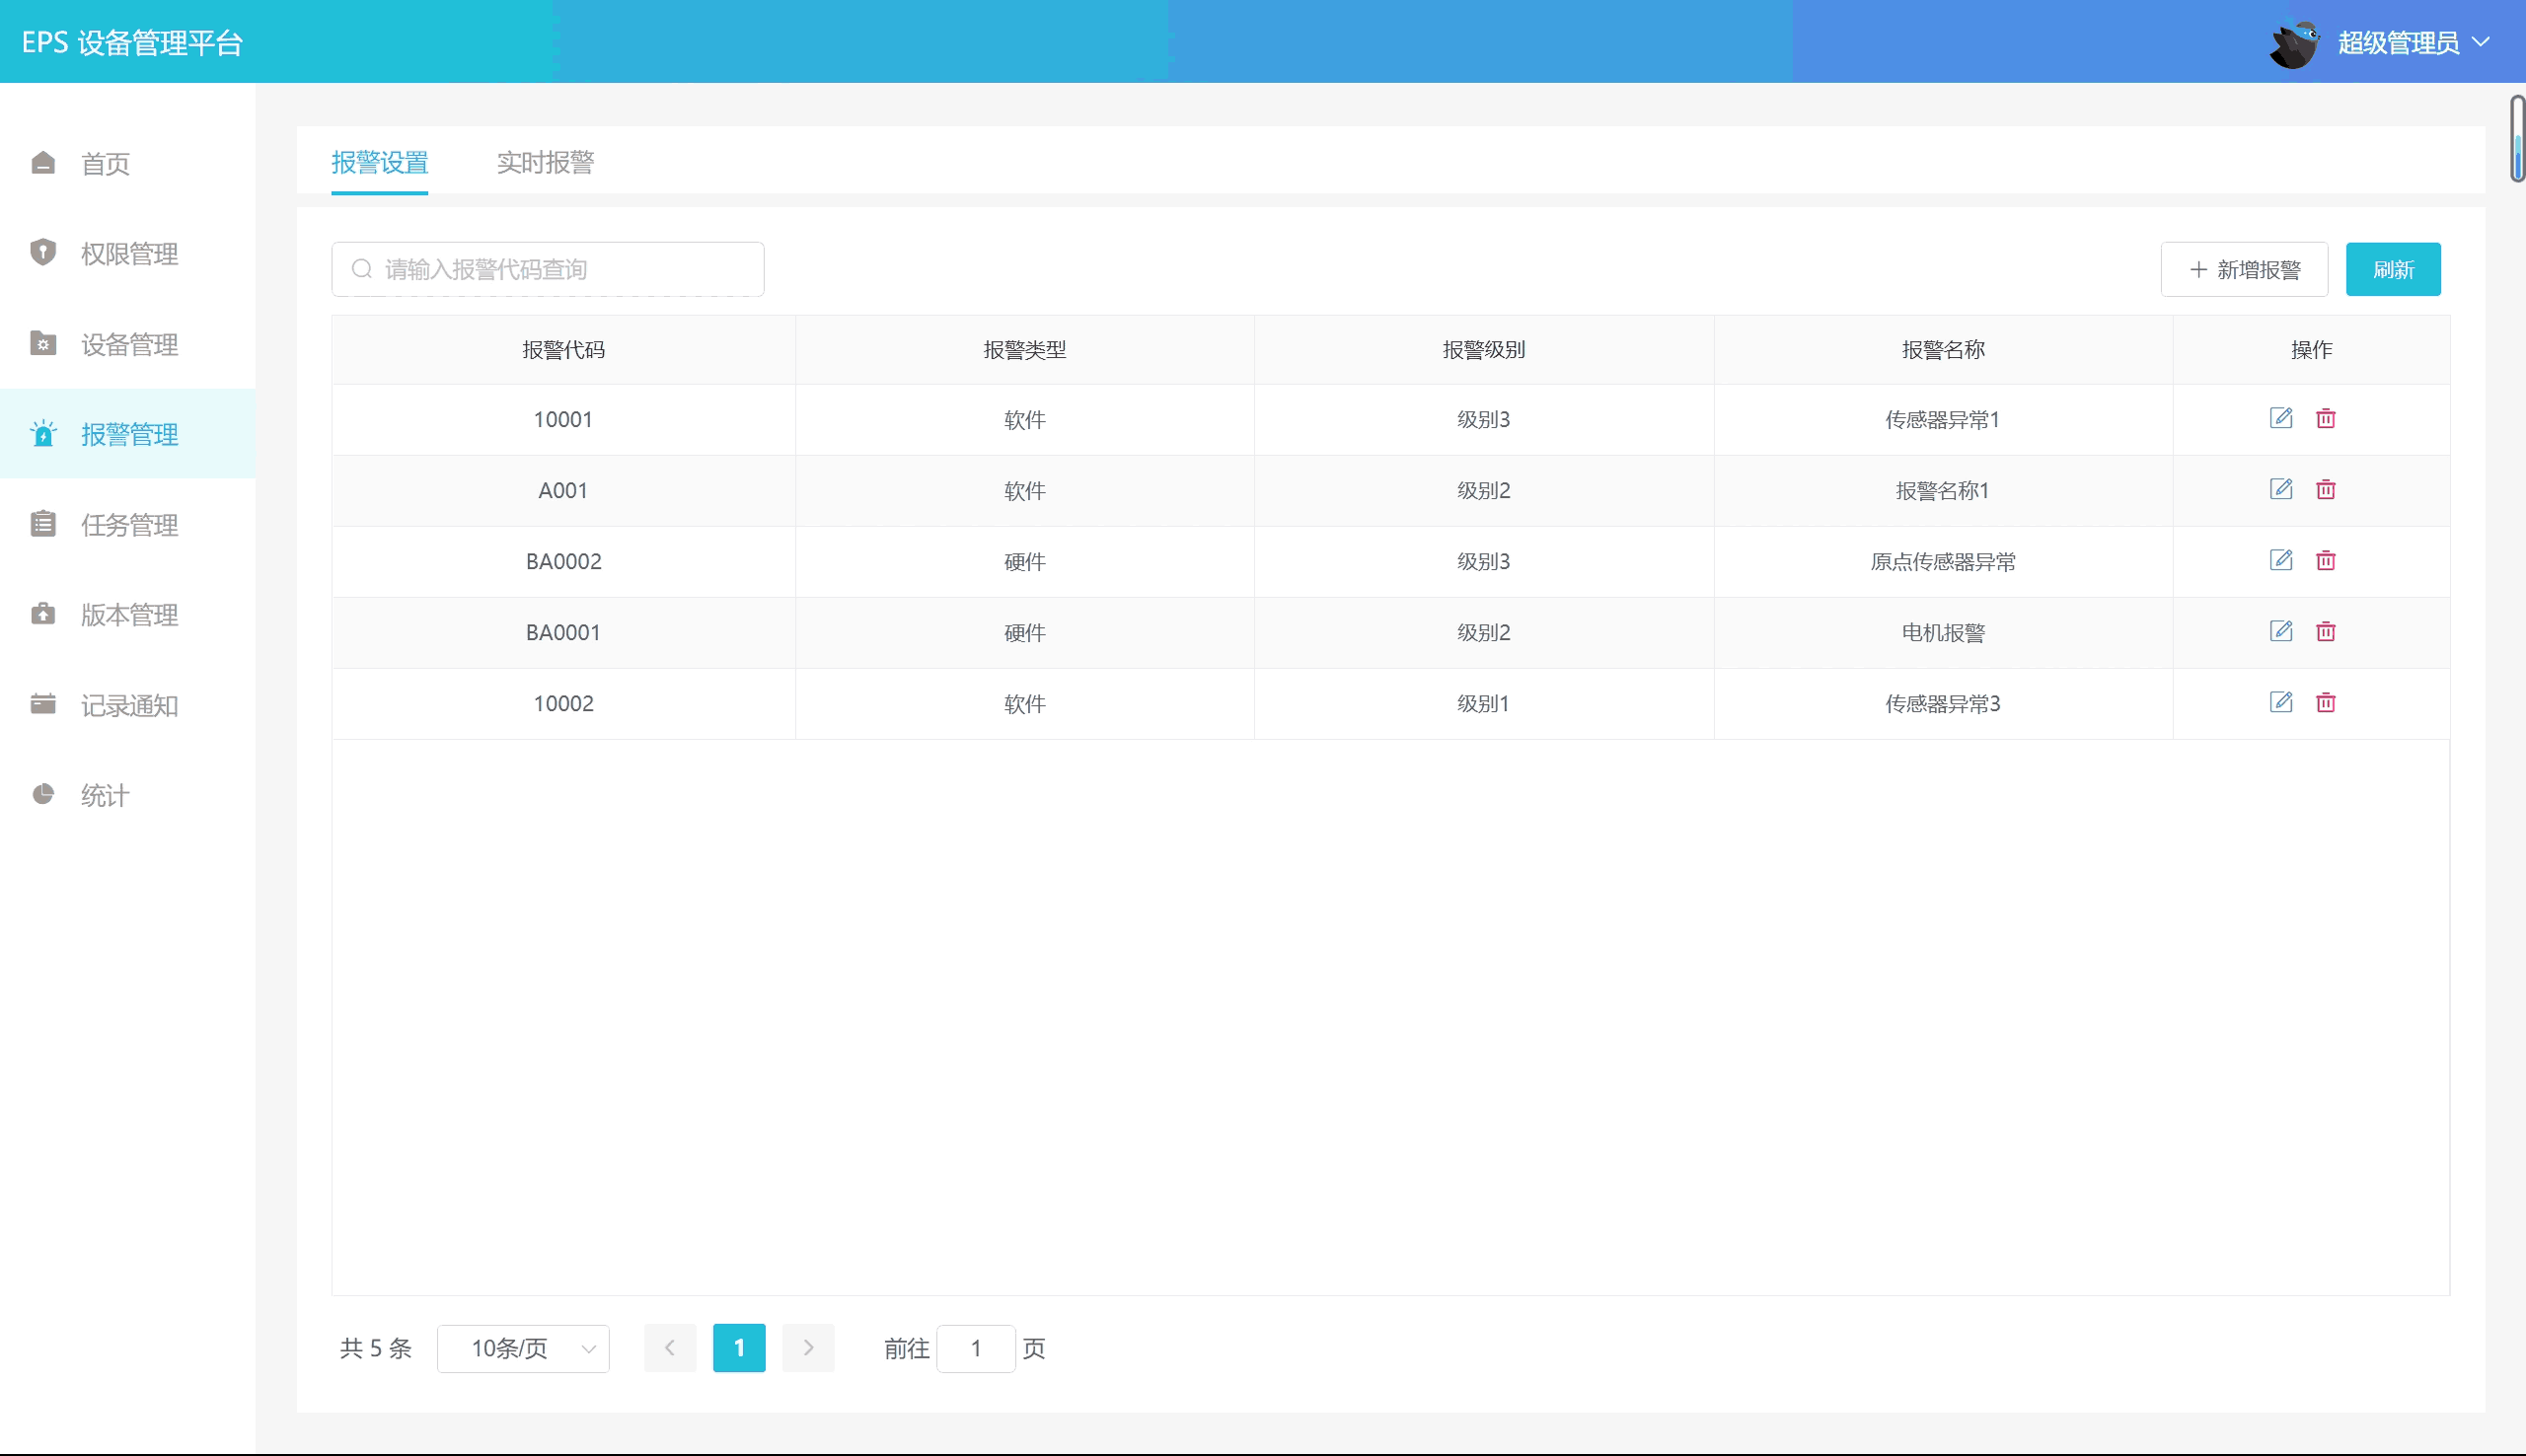 EPS 设备管理平台
超级管理员
首页
权限管理
设备管理
报警管理
任务管理
版本管理
记录通知
统计
报警设置 实时报警
请输入报警代码查询 新增报警 刷新
报警代码 报警类型 报警级别 报警名称 操作
10001 软件 级别3 传感器异常1
A001 软件 级别2 报警名称1
BA0002 硬件 级别3 原点传感器异常
BA0001 硬件 级别2 电机报警
10002 软件 级别1 传感器异常3
共 5 条 10条/页 1 前往 1 页